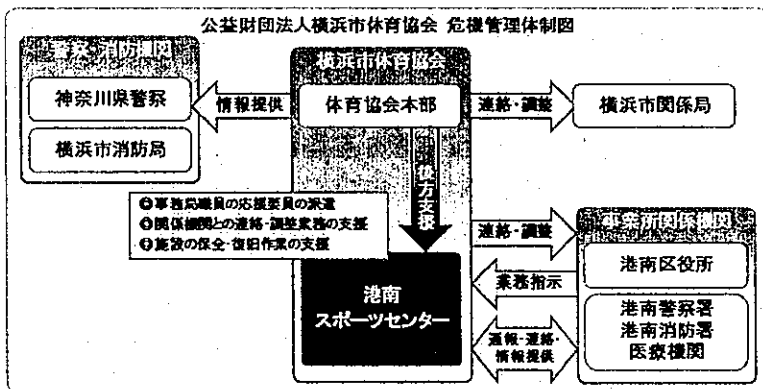 公益財団法人横浜市体育協会 危機管理体制図
警察・消防機関
神奈川県警察
横浜市消防局
情報提供
横浜市体育協会
体育協会本部
連絡・調整
横浜市関係局
後方支援
❶事務局職員の応援要員の派遣
❷関係機関との連絡・調整業務の支援
❸施設の保全・復旧作業の支援
港南
スポーツセンター
連絡・調整
業務指示
通報・連絡・
情報提供
事業所関係機関
港南区役所
港南警察署
港南消防署
医療機関